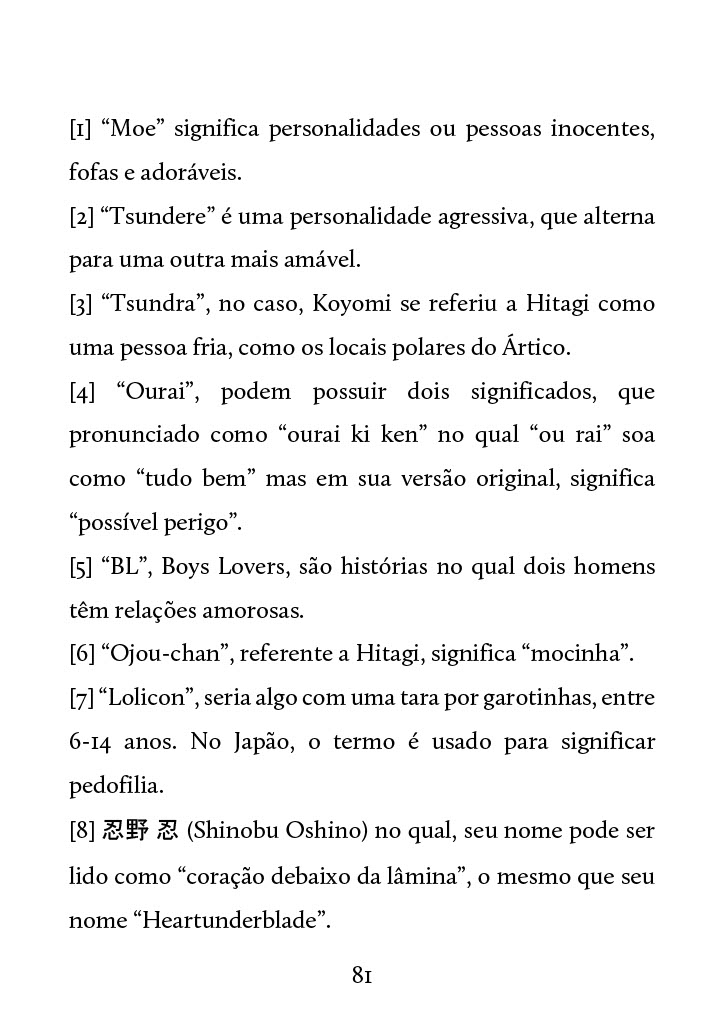 [1] “Moe” significa personalidades ou pessoas inocentes,
fofas e adoráveis.
[2] “Tsundere” é uma personalidade agressiva, que alterna
para uma outra mais amável.
[3] “Tsundra”, no caso, Koyomi se referiu a Hitagi como
uma pessoa fria, como os locais polares do Ártico.
[4] “Ourai”, podem possuir dois significados, que
pronunciado como “ourai ki ken” no qual “ou rai” soa
como “tudo bem” mas em sua versão original, significa
“possível perigo”.
[5] “BL”, Boys Lovers, são histórias no qual dois homens
têm relações amorosas.
[6] “Ojou-chan”, referente a Hitagi, significa “mocinha”.
[7] “Lolicon”, seria algo com uma tara por garotinhas, entre
6-14 anos. No Japão, o termo é usado para significar
pedofilia.
[8] 忍野 忍 (Shinobu Oshino) no qual, seu nome pode ser
lido como “coração debaixo da lâmina”, o mesmo que seu
nome “Heartunderblade”.
81